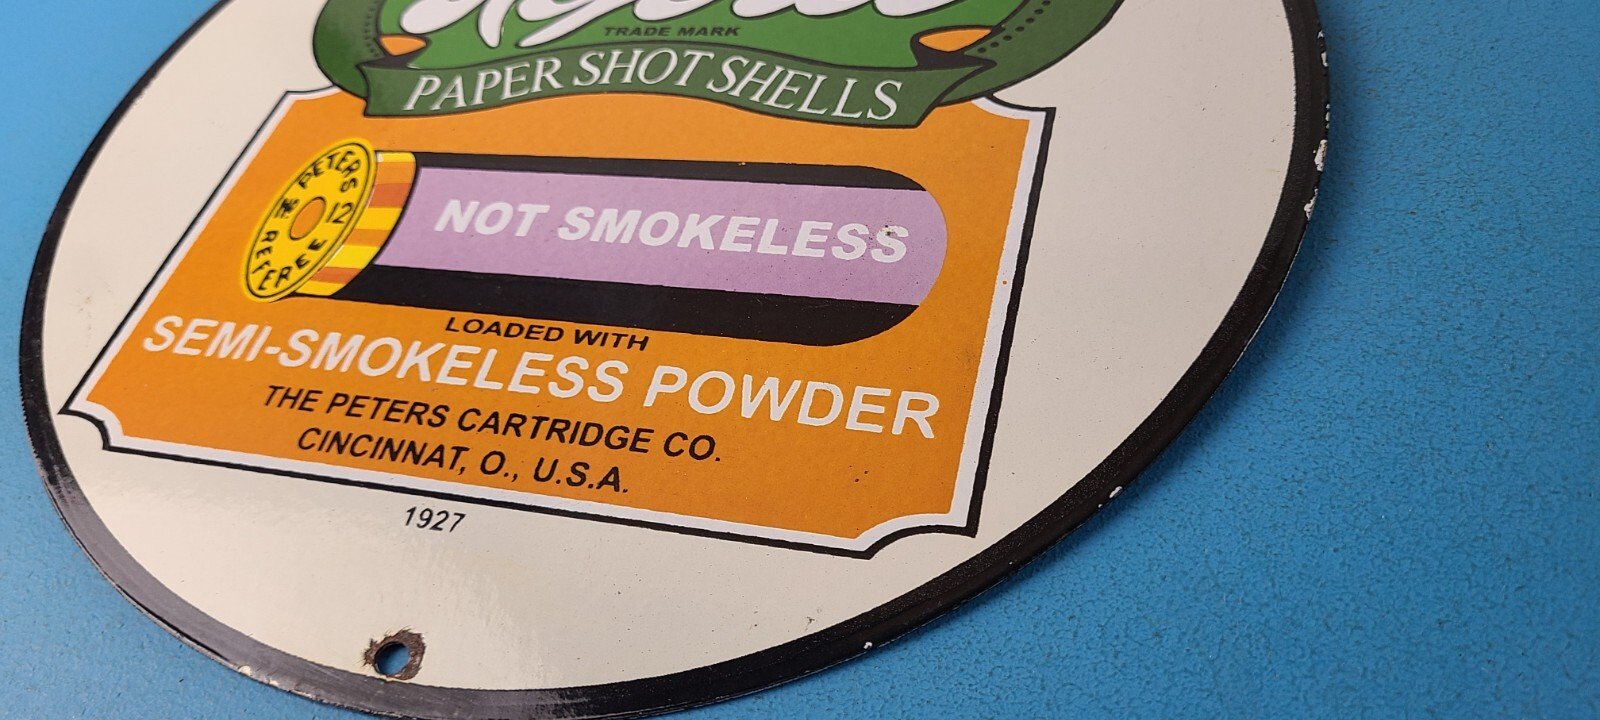 TRADE MARK
PAPER SHOT SHELLS
PETERS
No 12
REFEREE
NOT SMOKELESS
LOADED WITH
SEMI-SMOKELESS POWDER
THE PETERS CARTRIDGE CO.
CINCINNAT, O., U.S.A.
1927